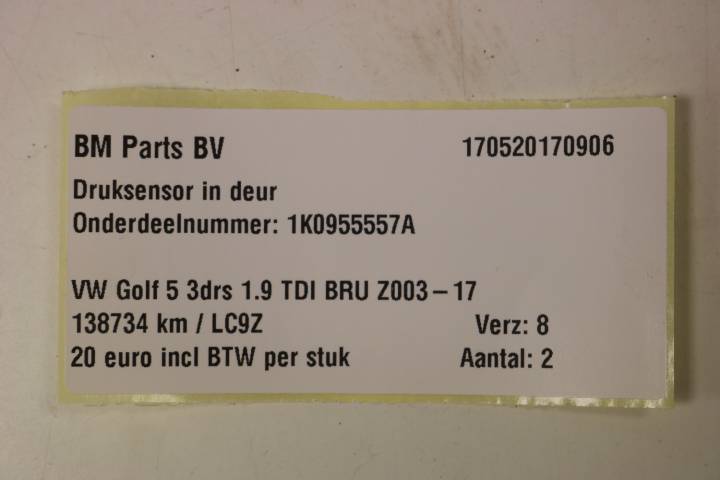 BM Parts BV 170520170906
Druksensor in deur
Onderdeelnummer: 1K0955557A
VW Golf 5 3drs 1.9 TDI BRU Z003-17
138734 km / LC9Z Verz: 8
20 euro incl BTW per stuk Aantal: 2